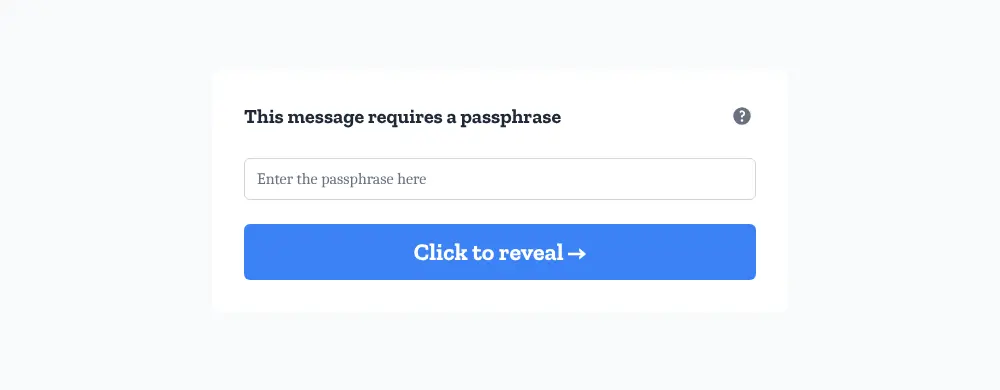 This message requires a passphrase ?
Enter the passphrase here
Click to reveal →